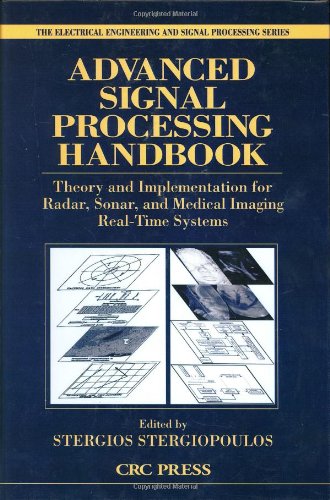 THE ELECTRICAL ENGINEERING AND SIGNAL PROCESSING SERIES
ADVANCED
SIGNAL
PROCESSING
HANDBOOK
Theory and Implementation for
Radar, Sonar, and Medical Imaging
Real-Time Systems
Edited by
STERGIOS STERGIOPOULOS
CRC PRESS